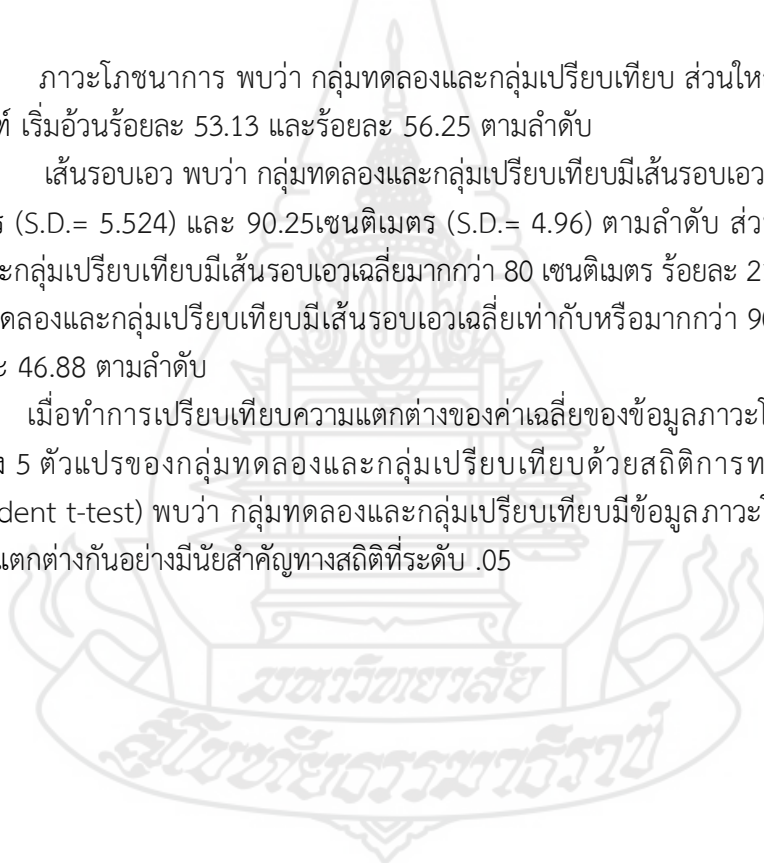 ภาวะโภชนาการ พบว่า กลุ่มทดลองและกลุ่มเปรียบเทียบ ส่วนให
เริ่มอ้วนร้อยละ 53.13 และร้อยละ 56.25 ตามลำดับ
เส้นรอบเอว พบว่า กลุ่มทดลองและกลุ่มเปรียบเทียบมีเส้นรอบเอว
(S.D.= 5.524) และ 90.25เซนติเมตร (S.D.= 4.96) ตามลำดับ ส่ว
ะกลุ่มเปรียบเทียบมีเส้นรอบเอวเฉลี่ยมากกว่า 80 เซนติเมตร ร้อยละ 2
ดลองและกลุ่มเปรียบเทียบมีเส้นรอบเอวเฉลี่ยเท่ากับหรือมากกว่า 9
ะ 46.88 ตามลำดับ
เมื่อทำการเปรียบเทียบความแตกต่างของค่าเฉลี่ยของข้อมูลภาวะโ
ง 5 ตัวแปรของกลุ่มทดลองและกลุ่มเปรียบเทียบด้วยสถิติการท
dent t-test) พบว่า กลุ่มทดลองและกลุ่มเปรียบเทียบมีข้อมูลภาวะโ
แตกต่างกันอย่างมีนัยสำคัญทางสถิติที่ระดับ .05
มหาวิทยาลัย
สุโขทัยธรรมาธิราช